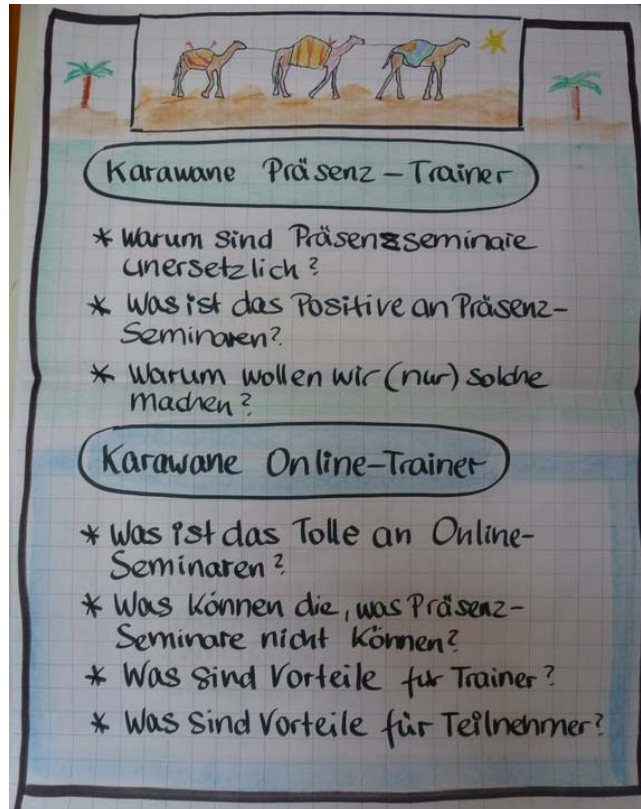 Karawane Präsenz-Trainer
* Warum sind Präsenzseminare
unersetzlich?
* Was ist das Positive an Präsenz-
Seminaren?
* Warum wollen wir (nur) solche
machen?
Karawane Online-Trainer
* Was ist das Tolle an Online-
Seminaren?
* Was können die, was Präsenz-
Seminare nicht können?
* Was sind Vorteile fur Trainer?
* Was sind Vorteile für Teilnehmer?